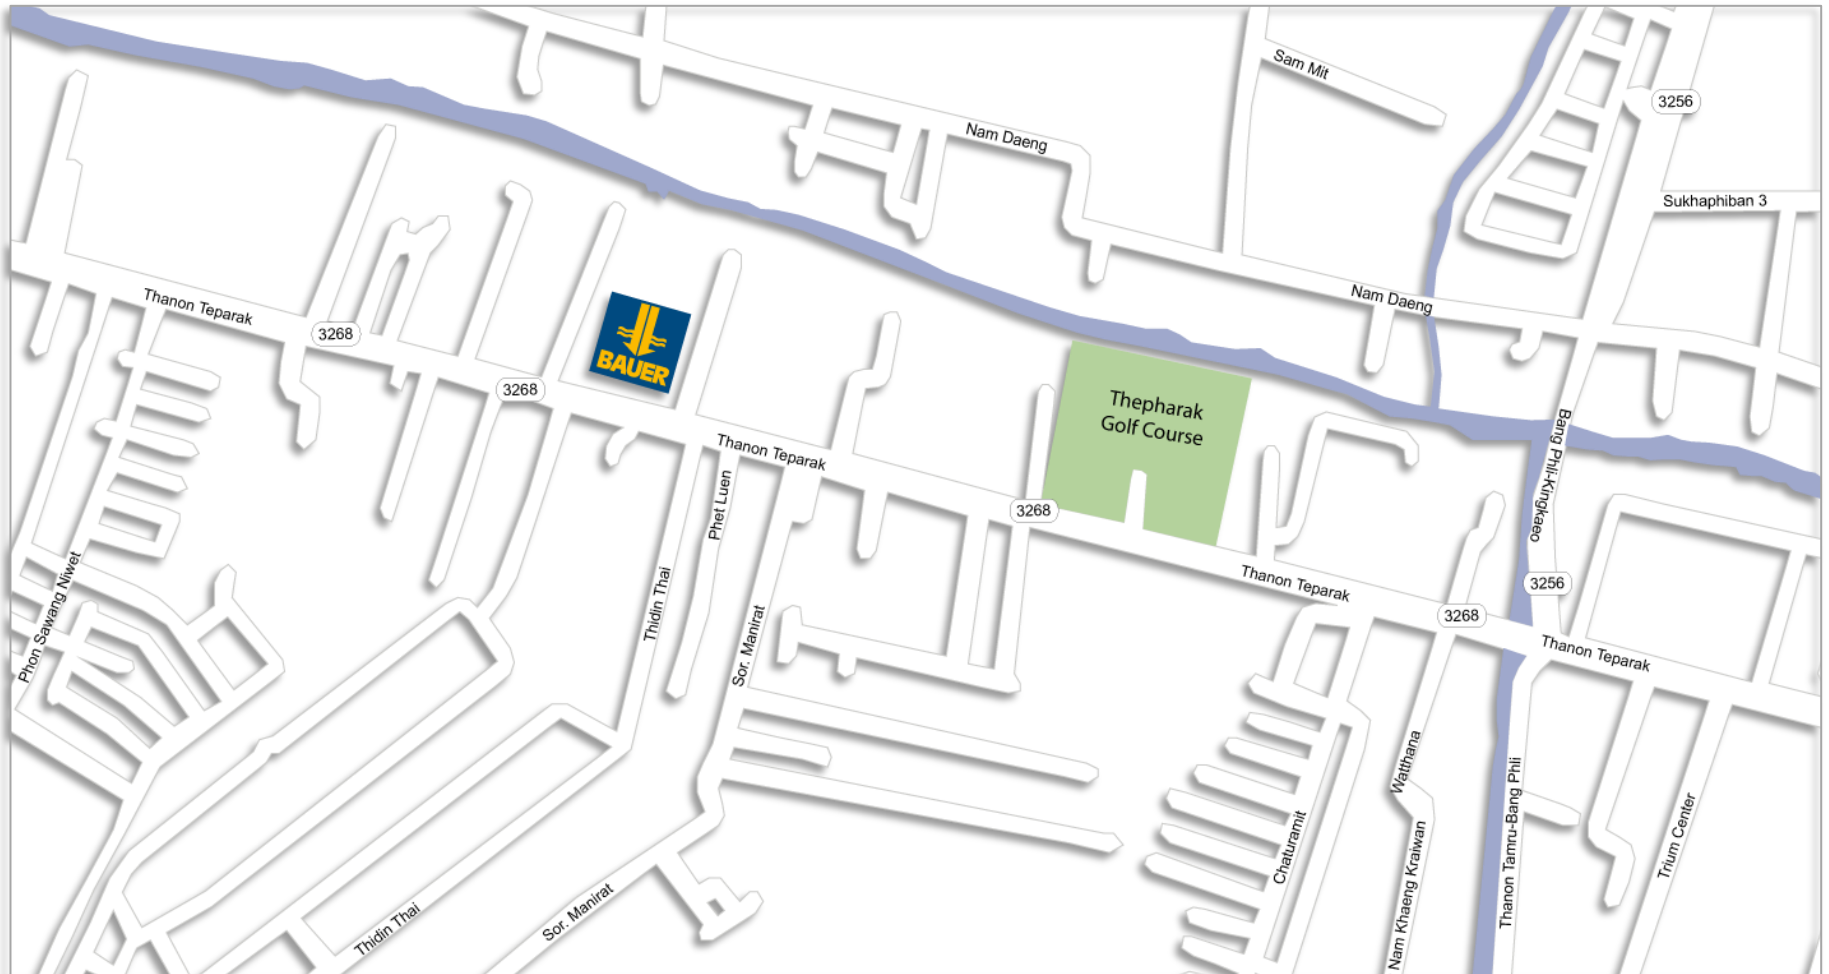 Sam Mit
3256
Nam Daeng
Sukhaphiban 3
Nam Daeng
Thanon Teparak
3268
BAUER
3268
Thepharak
Golf Course
Bang Phli-Kingkaeo
Thanon Teparak
Phet Luen
3268
Thanon Teparak
3256
3268
Thanon Teparak
Phon Sawang Niwet
Thidin Thai
Sor. Manirat
Watthana
Thanon Tamru-Bang Phli
Chaturamit
Nam Khaeng Kraiwan
Trium Center
Thidin Thai
Sor. Manirat